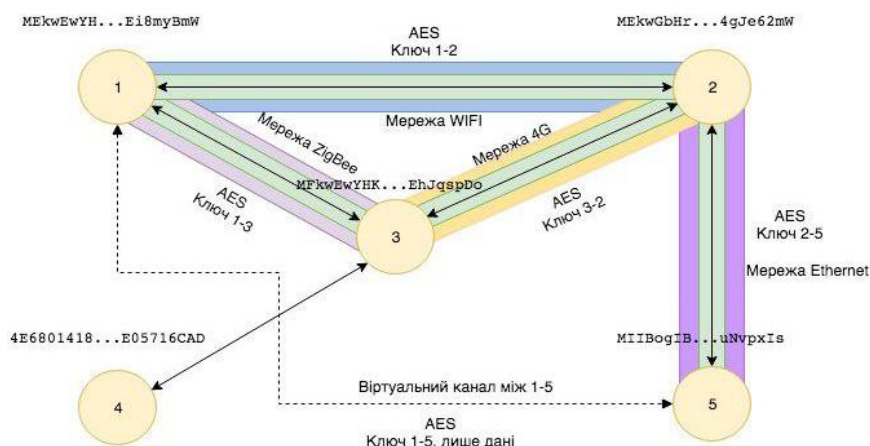 MEkwEwYH...Ei8myBmW
AES
Ключ 1-2
MEkwGbHr...4gJe62mW
1
2
Мережа WIFI
Мережа ZigBee
Мережа 4G
MFkwEwYHK...EhJqspDo
AES
Ключ 1-3
AES
Ключ 3-2
3
AES
Ключ 2-5
Мережа Ethernet
4E6801418...E05716CAD
MIIBogIB...uNvpxIs
4
Віртуальний канал між 1-5
5
AES
Ключ 1-5, лише дані